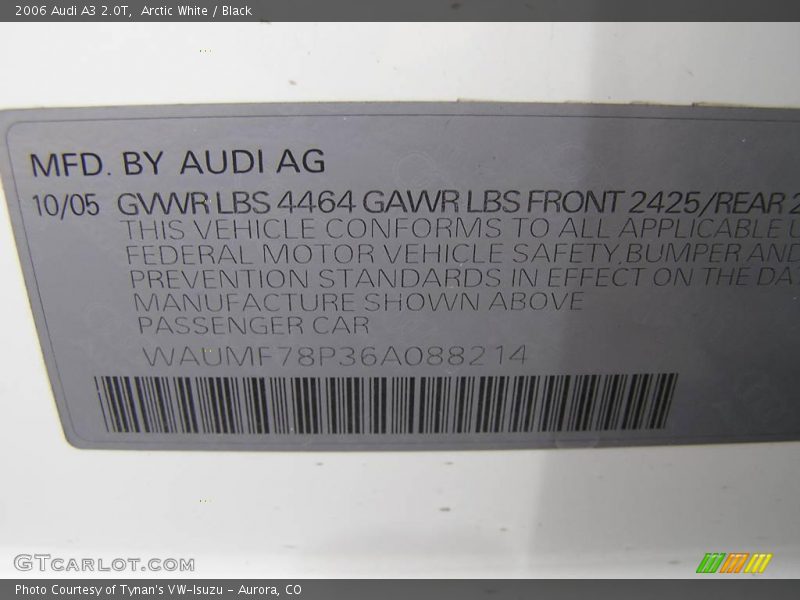 2006 Audi A3 2.0T,  Arctic White / Black
MFD. BY AUDI AG
10/05 GVWR LBS 4464 GAWR LBS FRONT 2425/REAR 2
THIS VEHICLE CONFORMS TO ALL APPLICABLE U
FEDERAL MOTOR VEHICLE SAFETY, BUMPER AND
PREVENTION STANDARDS IN EFFECT ON THE DA
MANUFACTURE SHOWN ABOVE
PASSENGER CAR
WAUMF78P36A088214
GTCARLOT.COM
Photo Courtesy of Tynan's VW-Isuzu - Aurora, CO